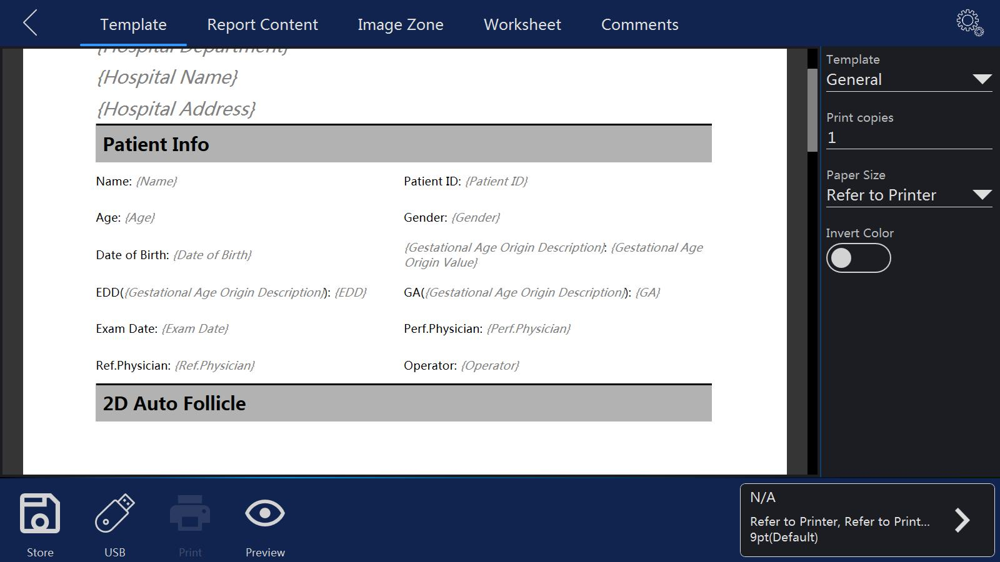 Template
Report Content
Image Zone
Worksheet
Comments
{Hospital Department}
{Hospital Name}
{Hospital Address}
Patient Info
Name: {Name}
Patient ID: {Patient ID}
Age: {Age}
Gender: {Gender}
Date of Birth: {Date of Birth}
{Gestational Age Origin Description}: {Gestational Age
Origin Value}
EDD({Gestational Age Origin Description}): {EDD}
GA({Gestational Age Origin Description}): {GA}
Exam Date: {Exam Date}
Perf.Physician: {Perf.Physician}
Ref.Physician: {Ref.Physician}
Operator: {Operator}
2D Auto Follicle
Template
General
Print copies
1
Paper Size
Refer to Printer
Invert Color
Store
USB
Print
Preview
N/A
Refer to Printer, Refer to Print...
9pt(Default)